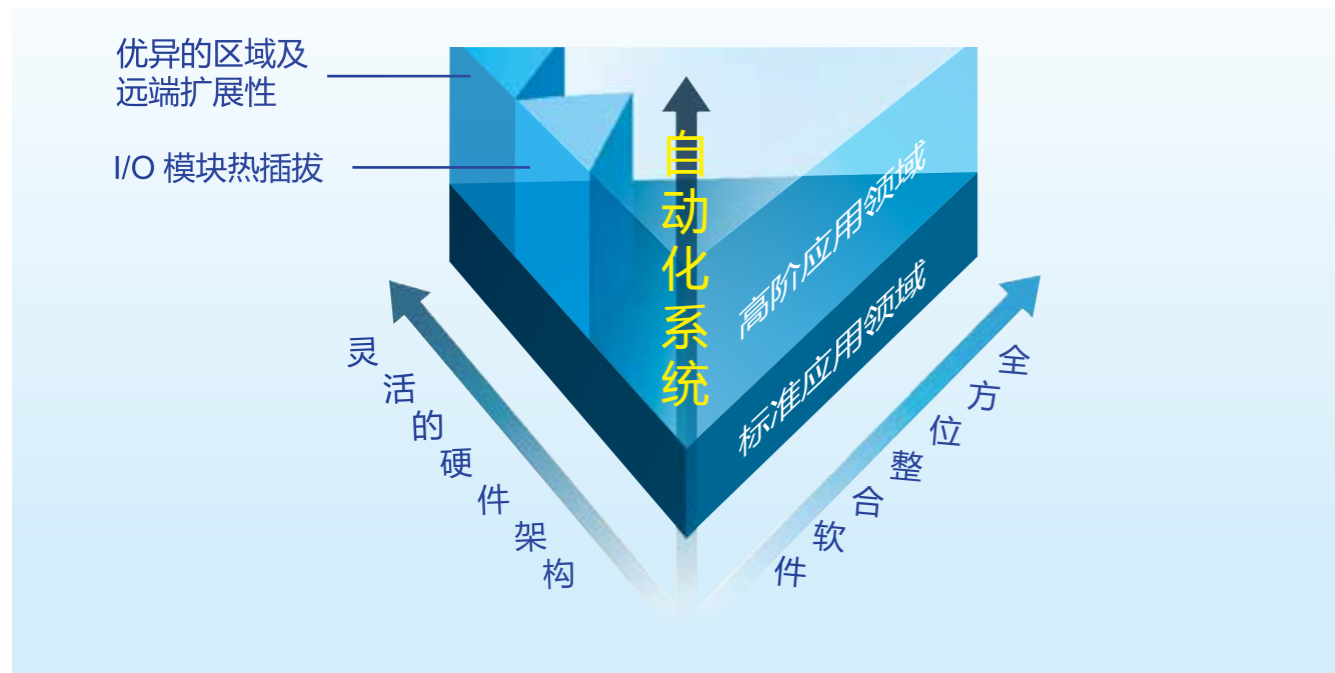 优异的区域及
远端扩展性
I/O 模块热插拔
自动化系统
高阶应用领域
标准应用领域
灵活的硬件架构
全方位整合软件